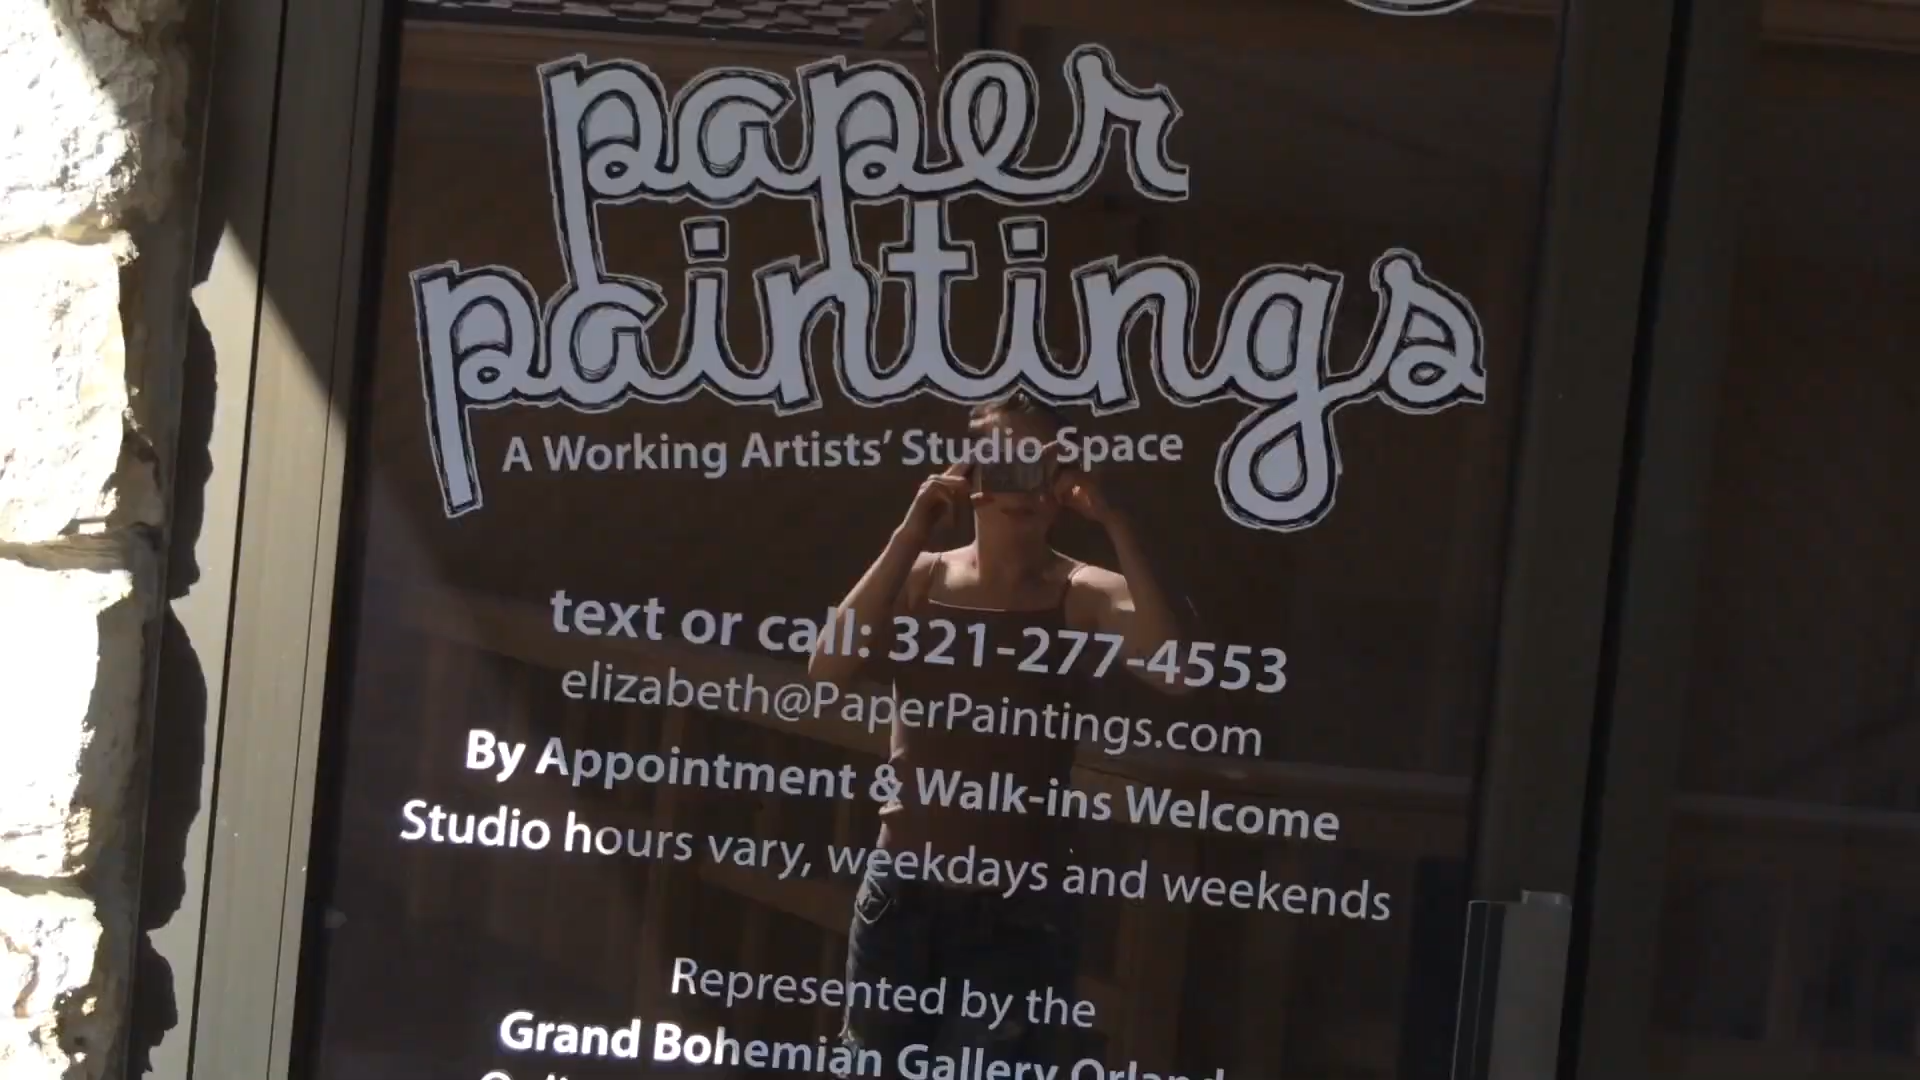 paper
paintings
A Working Artists' Studio Space
text or call: 321-277-4553
elizabeth@PaperPaintings.com
By Appointment & Walk-ins Welcome
Studio hours vary, weekdays and weekends
Represented by the
Grand Bohemian Gallery